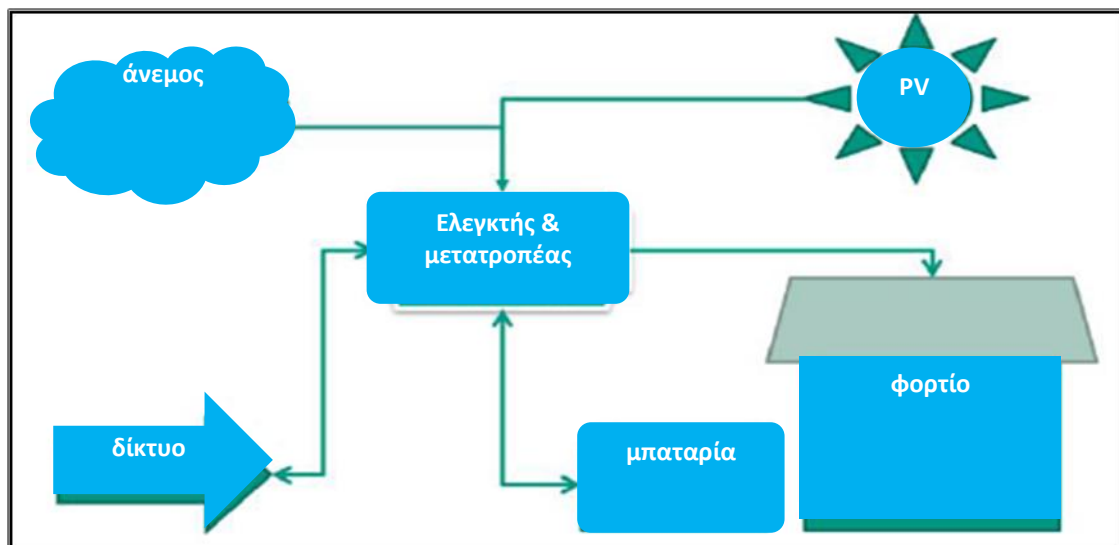 άνεμος
PV
Ελεγκτής &
μετατροπέας
φορτίο
δίκτυο
μπαταρία